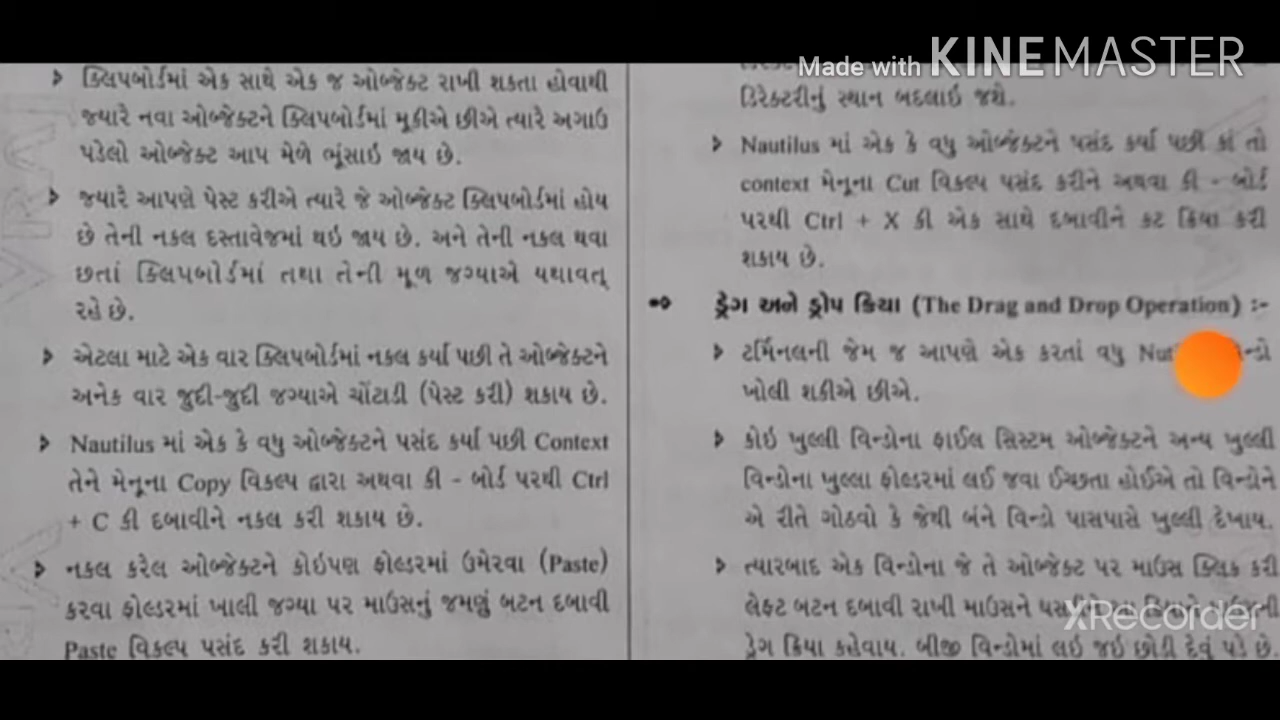 Made with KINEMASTER
ક્લિપબોર્ડમાં એક સાથે એક જ ઓબ્જેક્ટ રાખી શકતા હોવાથી
જ્યારે નવા ઓબ્જેક્ટને ક્લિપબોર્ડમાં મૂકીએ છીએ ત્યારે અગાઉ
પડેલો ઓબ્જેક્ટ આપ મેળે ભૂંસાઇ જાય છે.
જ્યારે આપણે પેસ્ટ કરીએ ત્યારે જે ઓબ્જેક્ટ ક્લિપબોર્ડમાં હોય
છે તેની નકલ દસ્તાવેજમાં થઇ જાય છે. અને તેની નકલ થવા
છતાં ક્લિપબોર્ડમાં તથા તેની મૂળ જગ્યાએ યથાવત્
રહે છે.
એટલા માટે એક વાર ક્લિપબોર્ડમાં નકલ કર્યા પછી તે ઓબ્જેક્ટને
અનેક વાર જુદી-જુદી જગ્યાએ ચોંટાડી (પેસ્ટ કરી) શકાય છે.
Nautilus માં એક કે વધુ ઓબ્જેક્ટને પસંદ કર્યા પછી Context
તેને મેનૂના Copy વિકલ્પ દ્વારા અથવા કી - બોર્ડ પરથી Ctrl
+ C કી દબાવીને નકલ કરી શકાય છે.
નકલ કરેલ ઓબ્જેક્ટને કોઇપણ ફોલ્ડરમાં ઉમેરવા (Paste)
કરવા ફોલ્ડરમાં ખાલી જગ્યા પર માઉસનું જમણું બટન દબાવી
Paste વિકલ્પ પસંદ કરી શકાય.
ડિરેક્ટરીનું સ્થાન બદલાઇ જશે.
Nautilus માં એક કે વધુ ઓબ્જેક્ટને પસંદ કર્યા પછી કાં તો
context મેનૂના Cut વિકલ્પ પસંદ કરીને અથવા કી - બોર્ડ
પરથી Ctrl + X કી એક સાથે દબાવીને કટ ક્રિયા કરી
શકાય છે.
ડ્રેગ અને ડ્રોપ ક્રિયા (The Drag and Drop Operation) :-
ટર્મિનલની જેમ જ આપણે એક કરતાં વધુ
ખોલી શકીએ છીએ.
કોઇ ખુલ્લી વિન્ડોના ફાઈલ સિસ્ટમ ઓબ્જેક્ટને અન્ય ખુલ્લી
વિન્ડોના ખુલ્લા ફોલ્ડરમાં લઈ જવા ઈચ્છતા હોઈએ તો વિન્ડોને
એ રીતે ગોઠવો કે જેથી બંને વિન્ડો પાસપાસે ખુલ્લી દેખાય.
ત્યારબાદ એક વિન્ડોના જે તે ઓબ્જેક્ટ પર માઉસ ક્લિક કરી
લેફ્ટ બટન દબાવી રાખી માઉસને
ડ્રેગ ક્રિયા કહેવાય. બીજી વિન્ડોમાં લઇ જઇ છોડી દેવું પડે છે.
XRecorder